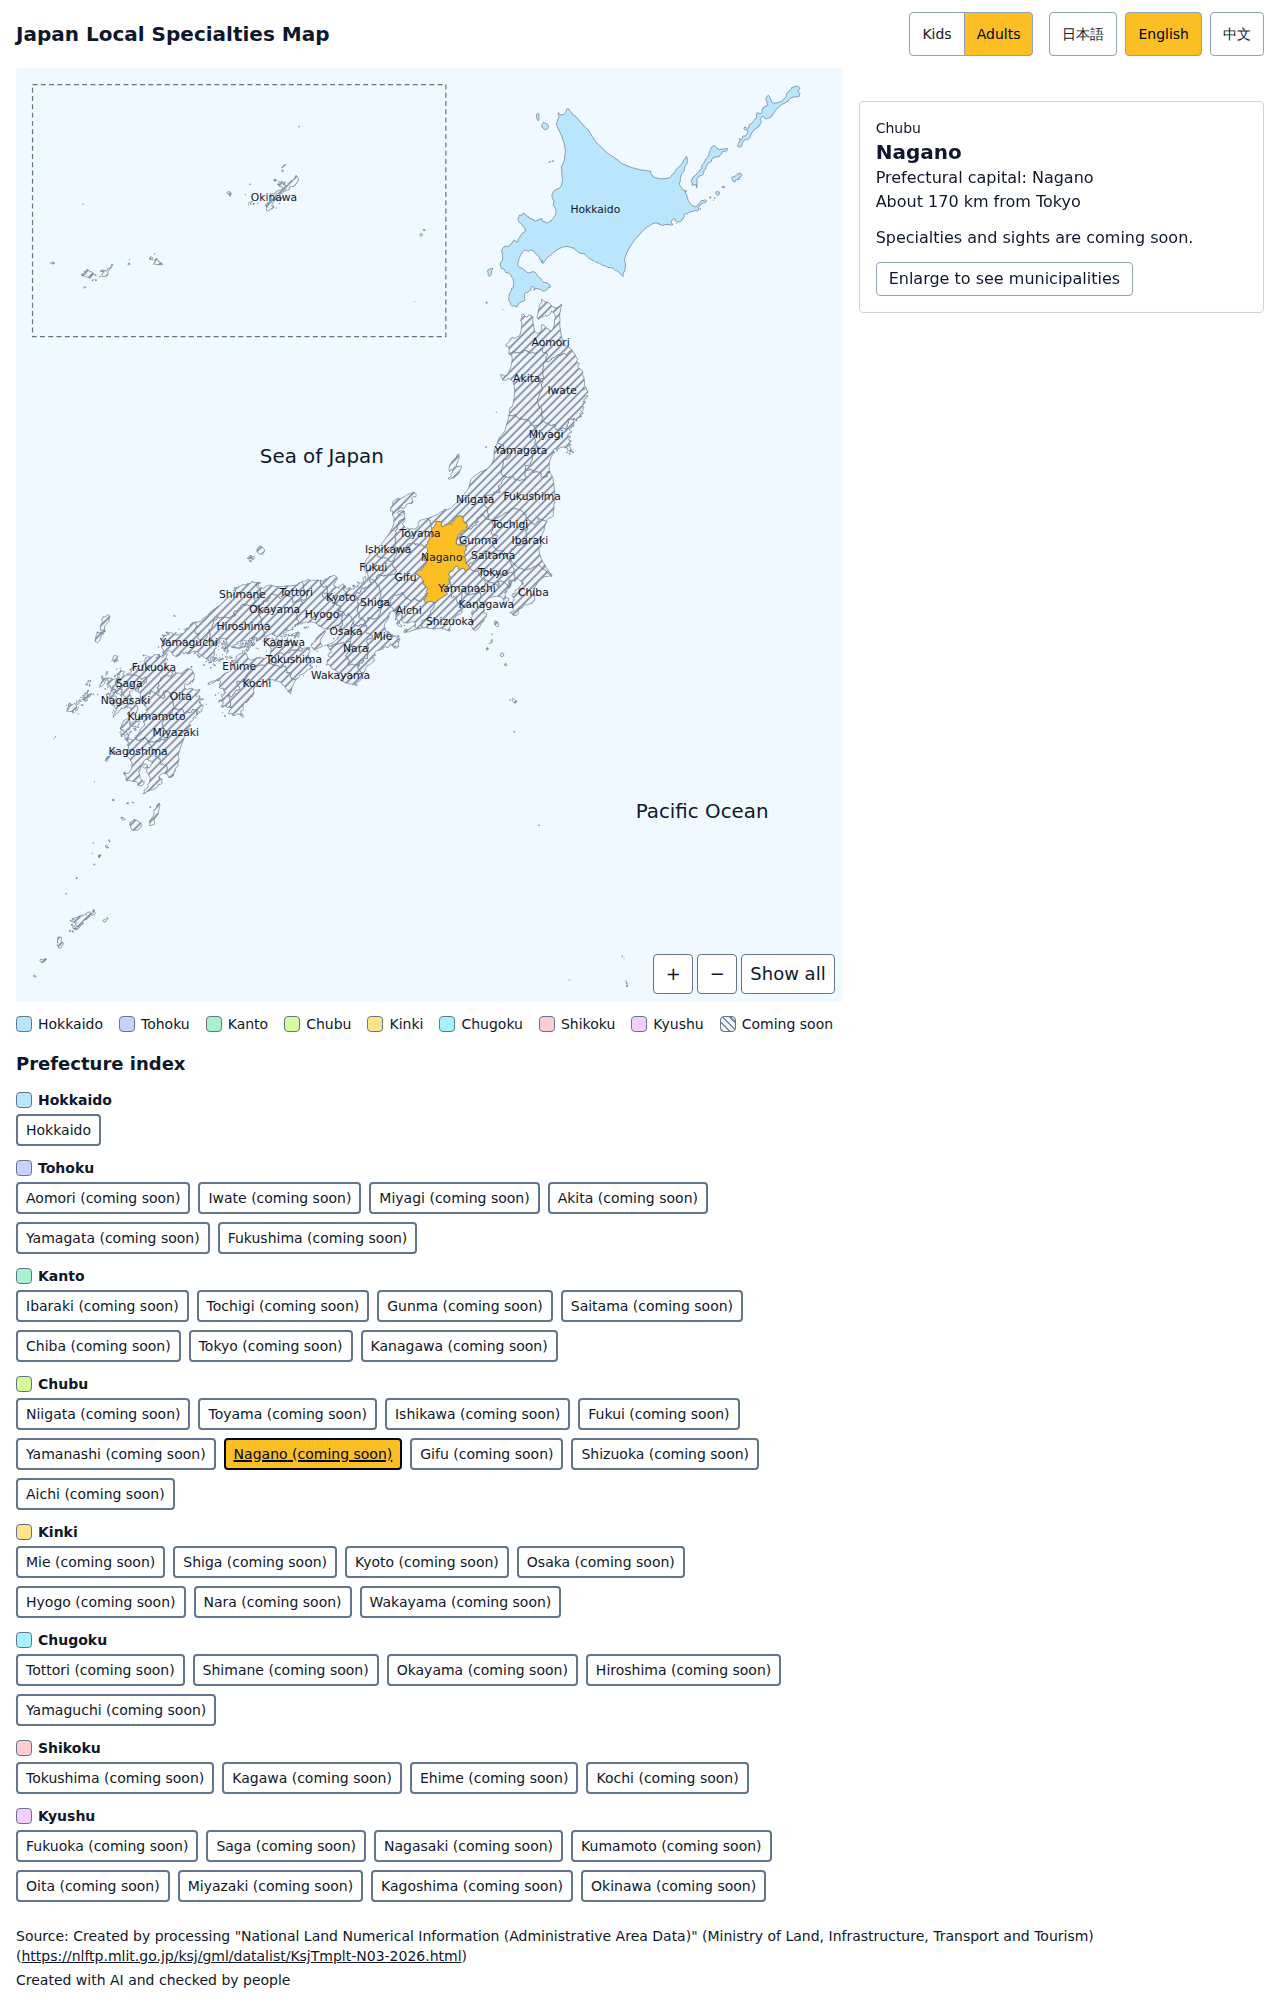 Japan Local Specialties Map
Kids
Adults
日本語
English
中文
Okinawa
Hokkaido
Aomori
Akita
Iwate
Miyagi
Yamagata
Sea of Japan
Niigata
Fukushima
Tochigi
Toyama
Gunma
Ibaraki
Ishikawa
Nagano
Saitama
Fukui
Gifu
Tokyo
Yamanashi
Chiba
Shimane
Tottori
Kyoto
Shiga
Kanagawa
Okayama
Hyogo
Aichi
Shizuoka
Hiroshima
Osaka
Mie
Yamaguchi
Kagawa
Nara
Tokushima
Wakayama
Fukuoka
Ehime
Kochi
Saga
Nagasaki
Oita
Kumamoto
Miyazaki
Kagoshima
Pacific Ocean
+
−
Show all
Chubu
Nagano
Prefectural capital: Nagano
About 170 km from Tokyo
Specialties and sights are coming soon.
Enlarge to see municipalities
Hokkaido
Tohoku
Kanto
Chubu
Kinki
Chugoku
Shikoku
Kyushu
Coming soon
Prefecture index
Hokkaido
Hokkaido
Tohoku
Aomori (coming soon)
Iwate (coming soon)
Miyagi (coming soon)
Akita (coming soon)
Yamagata (coming soon)
Fukushima (coming soon)
Kanto
Ibaraki (coming soon)
Tochigi (coming soon)
Gunma (coming soon)
Saitama (coming soon)
Chiba (coming soon)
Tokyo (coming soon)
Kanagawa (coming soon)
Chubu
Niigata (coming soon)
Toyama (coming soon)
Ishikawa (coming soon)
Fukui (coming soon)
Yamanashi (coming soon)
Nagano (coming soon)
Gifu (coming soon)
Shizuoka (coming soon)
Aichi (coming soon)
Kinki
Mie (coming soon)
Shiga (coming soon)
Kyoto (coming soon)
Osaka (coming soon)
Hyogo (coming soon)
Nara (coming soon)
Wakayama (coming soon)
Chugoku
Tottori (coming soon)
Shimane (coming soon)
Okayama (coming soon)
Hiroshima (coming soon)
Yamaguchi (coming soon)
Shikoku
Tokushima (coming soon)
Kagawa (coming soon)
Ehime (coming soon)
Kochi (coming soon)
Kyushu
Fukuoka (coming soon)
Saga (coming soon)
Nagasaki (coming soon)
Kumamoto (coming soon)
Oita (coming soon)
Miyazaki (coming soon)
Kagoshima (coming soon)
Okinawa (coming soon)
Source: Created by processing "National Land Numerical Information (Administrative Area Data)" (Ministry of Land, Infrastructure, Transport and Tourism)
(https://nlftp.mlit.go.jp/ksj/gml/datalist/KsjTmplt-N03-2026.html)
Created with AI and checked by people